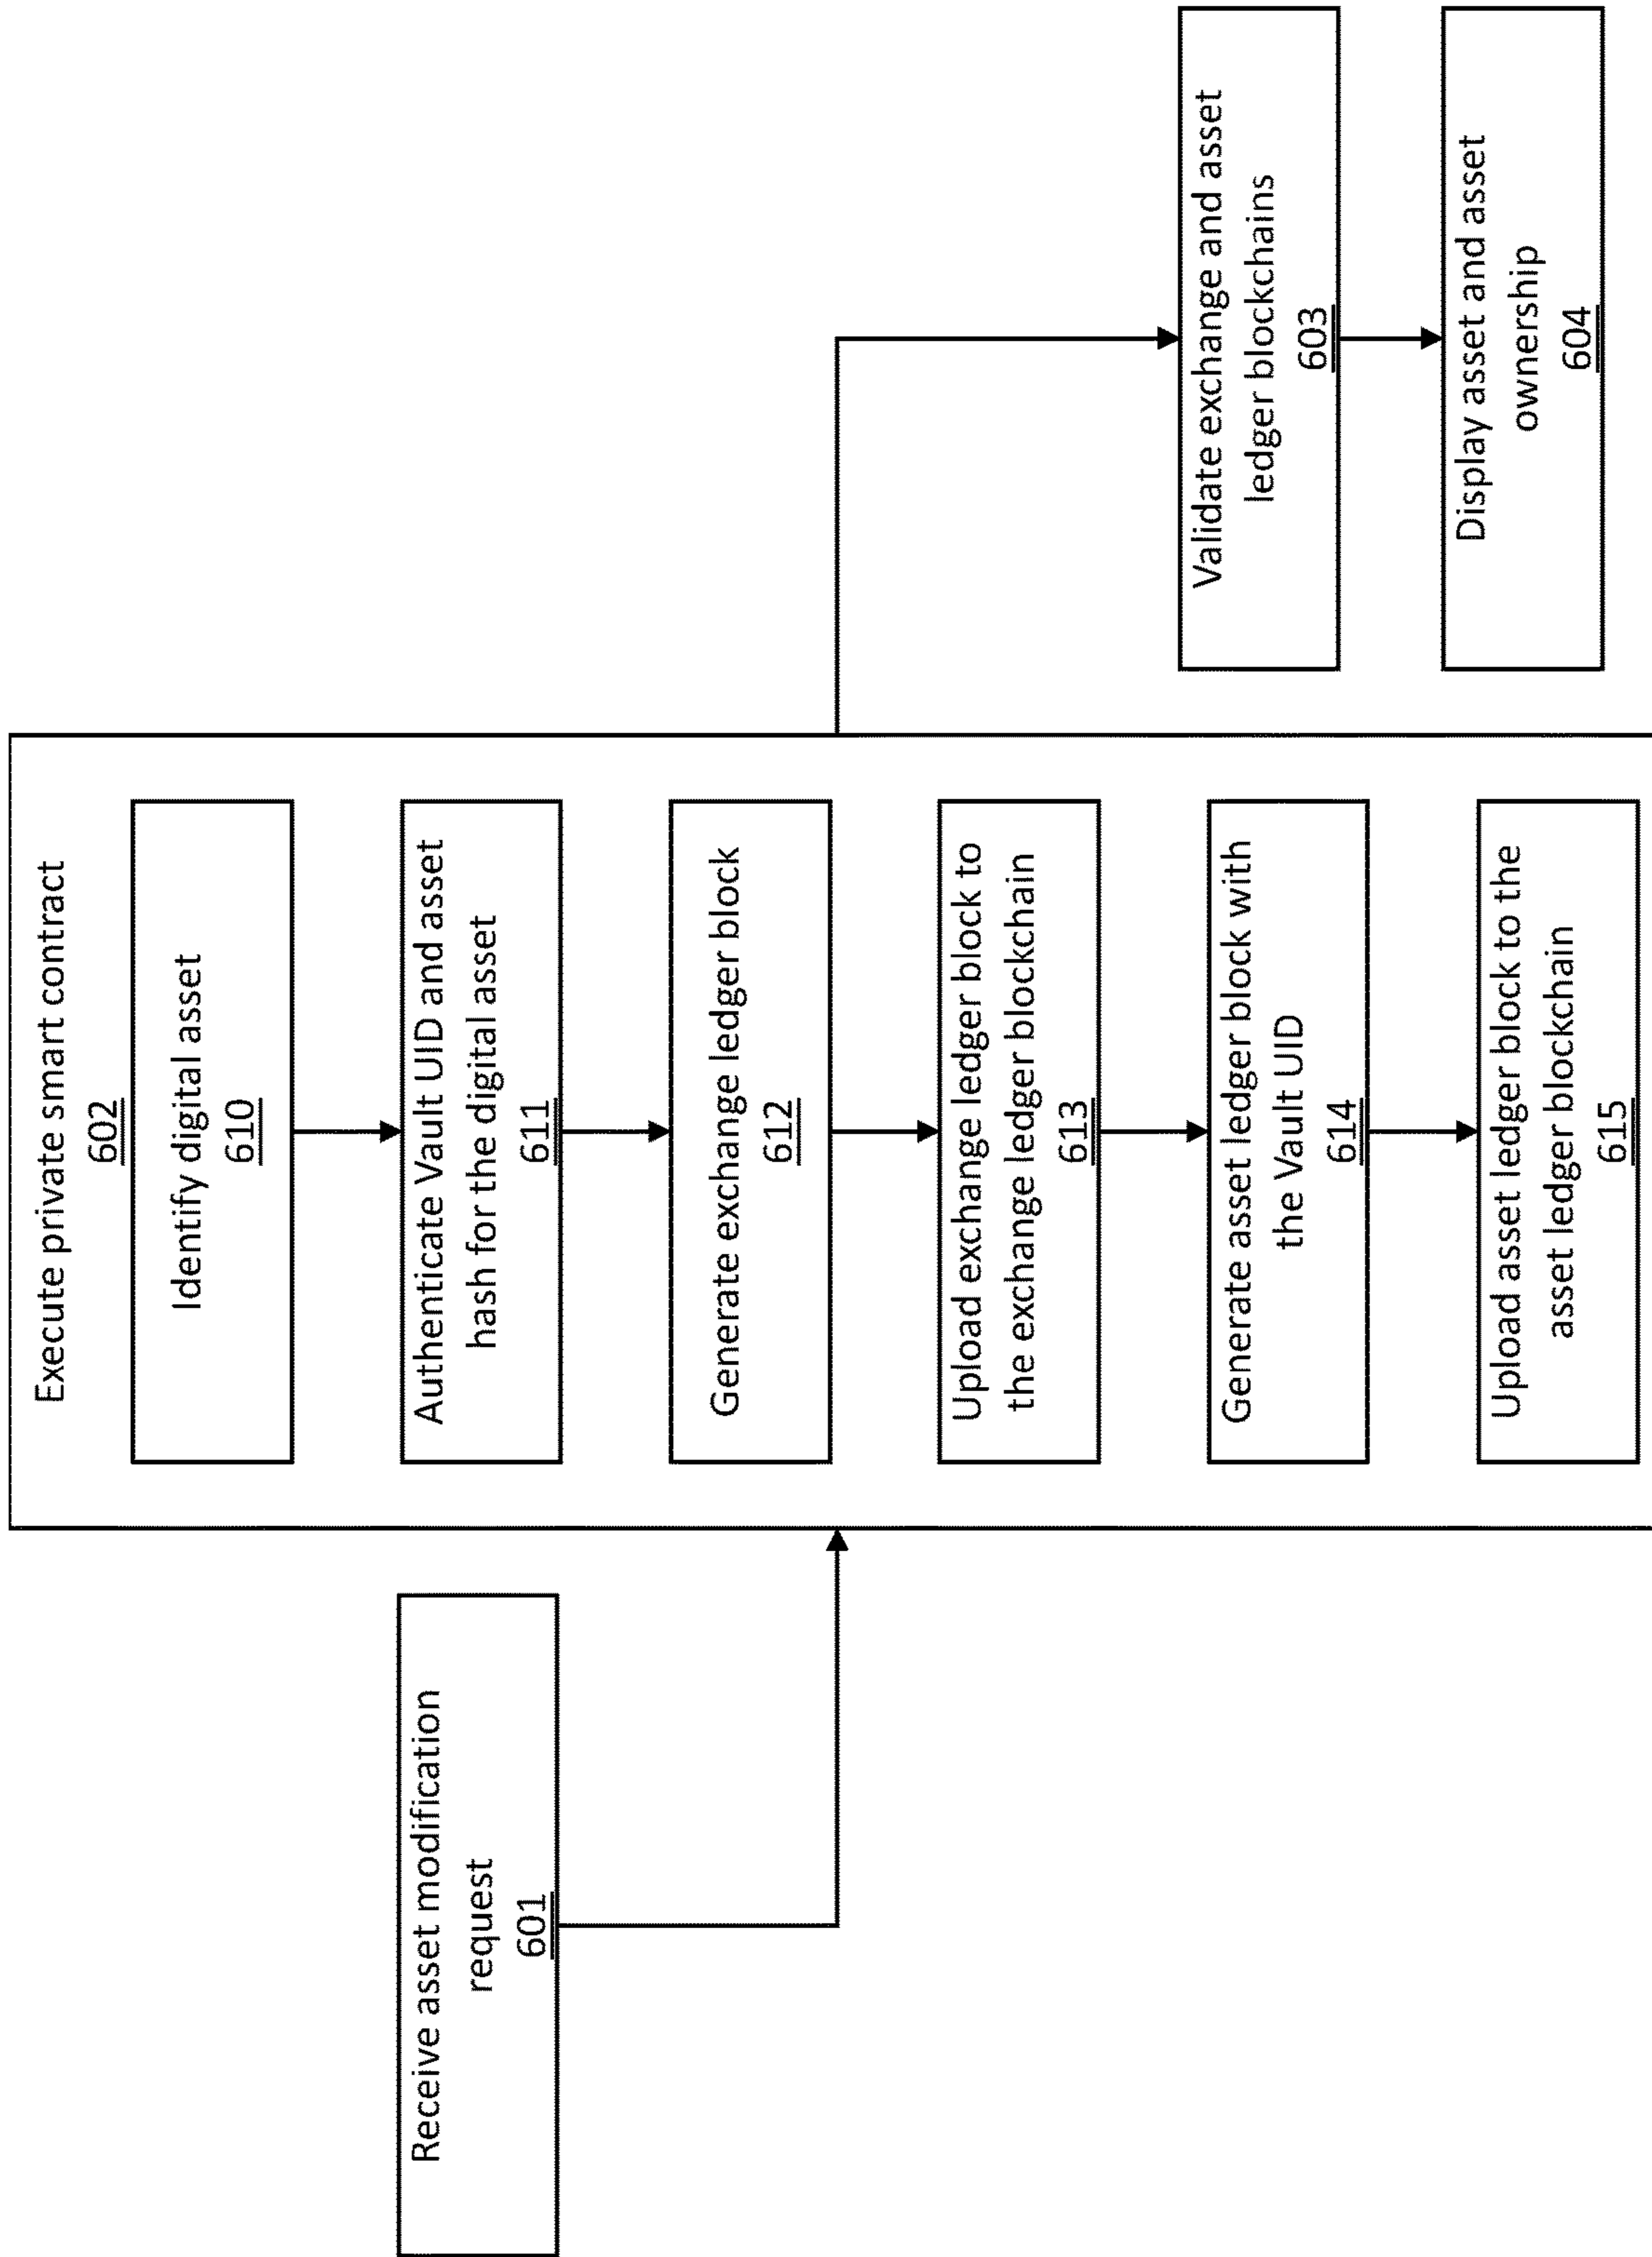 Receive asset modification
request
601
Execute private smart contract
602
Identify digital asset
610
Authenticate Vault UID and asset
hash for the digital asset
611
Generate exchange ledger block
612
Upload exchange ledger block to
the exchange ledger blockchain
613
Generate asset ledger block with
the Vault UID
614
Upload asset ledger block to the
asset ledger blockchain
615
Validate exchange and asset
ledger blockchains
603
Display asset and asset
ownership
604